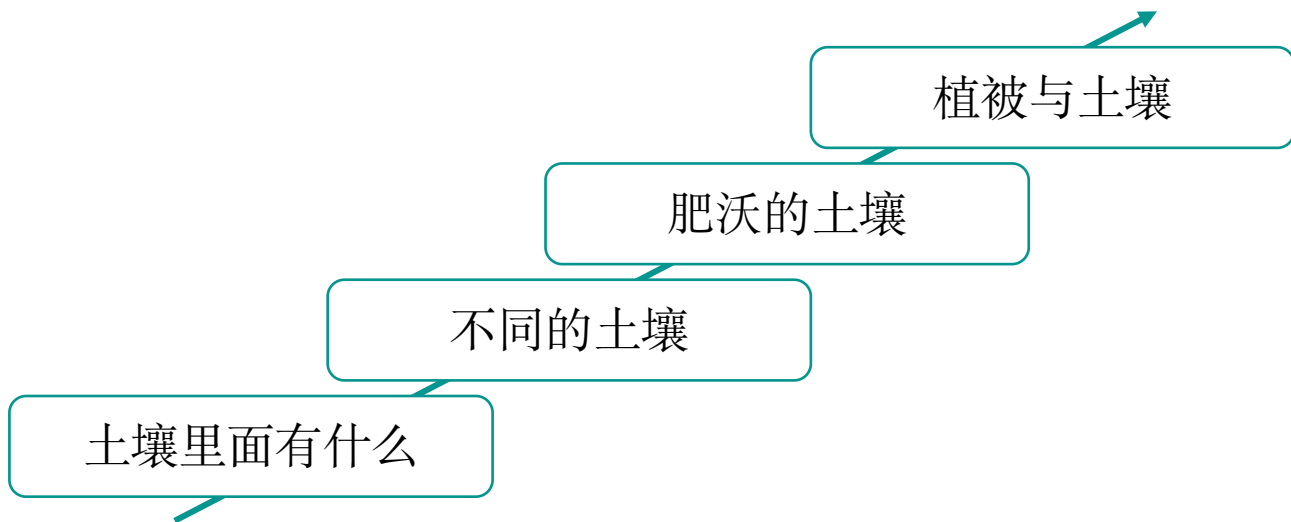 植被与土壤
肥沃的土壤
不同的土壤
土壤里面有什么